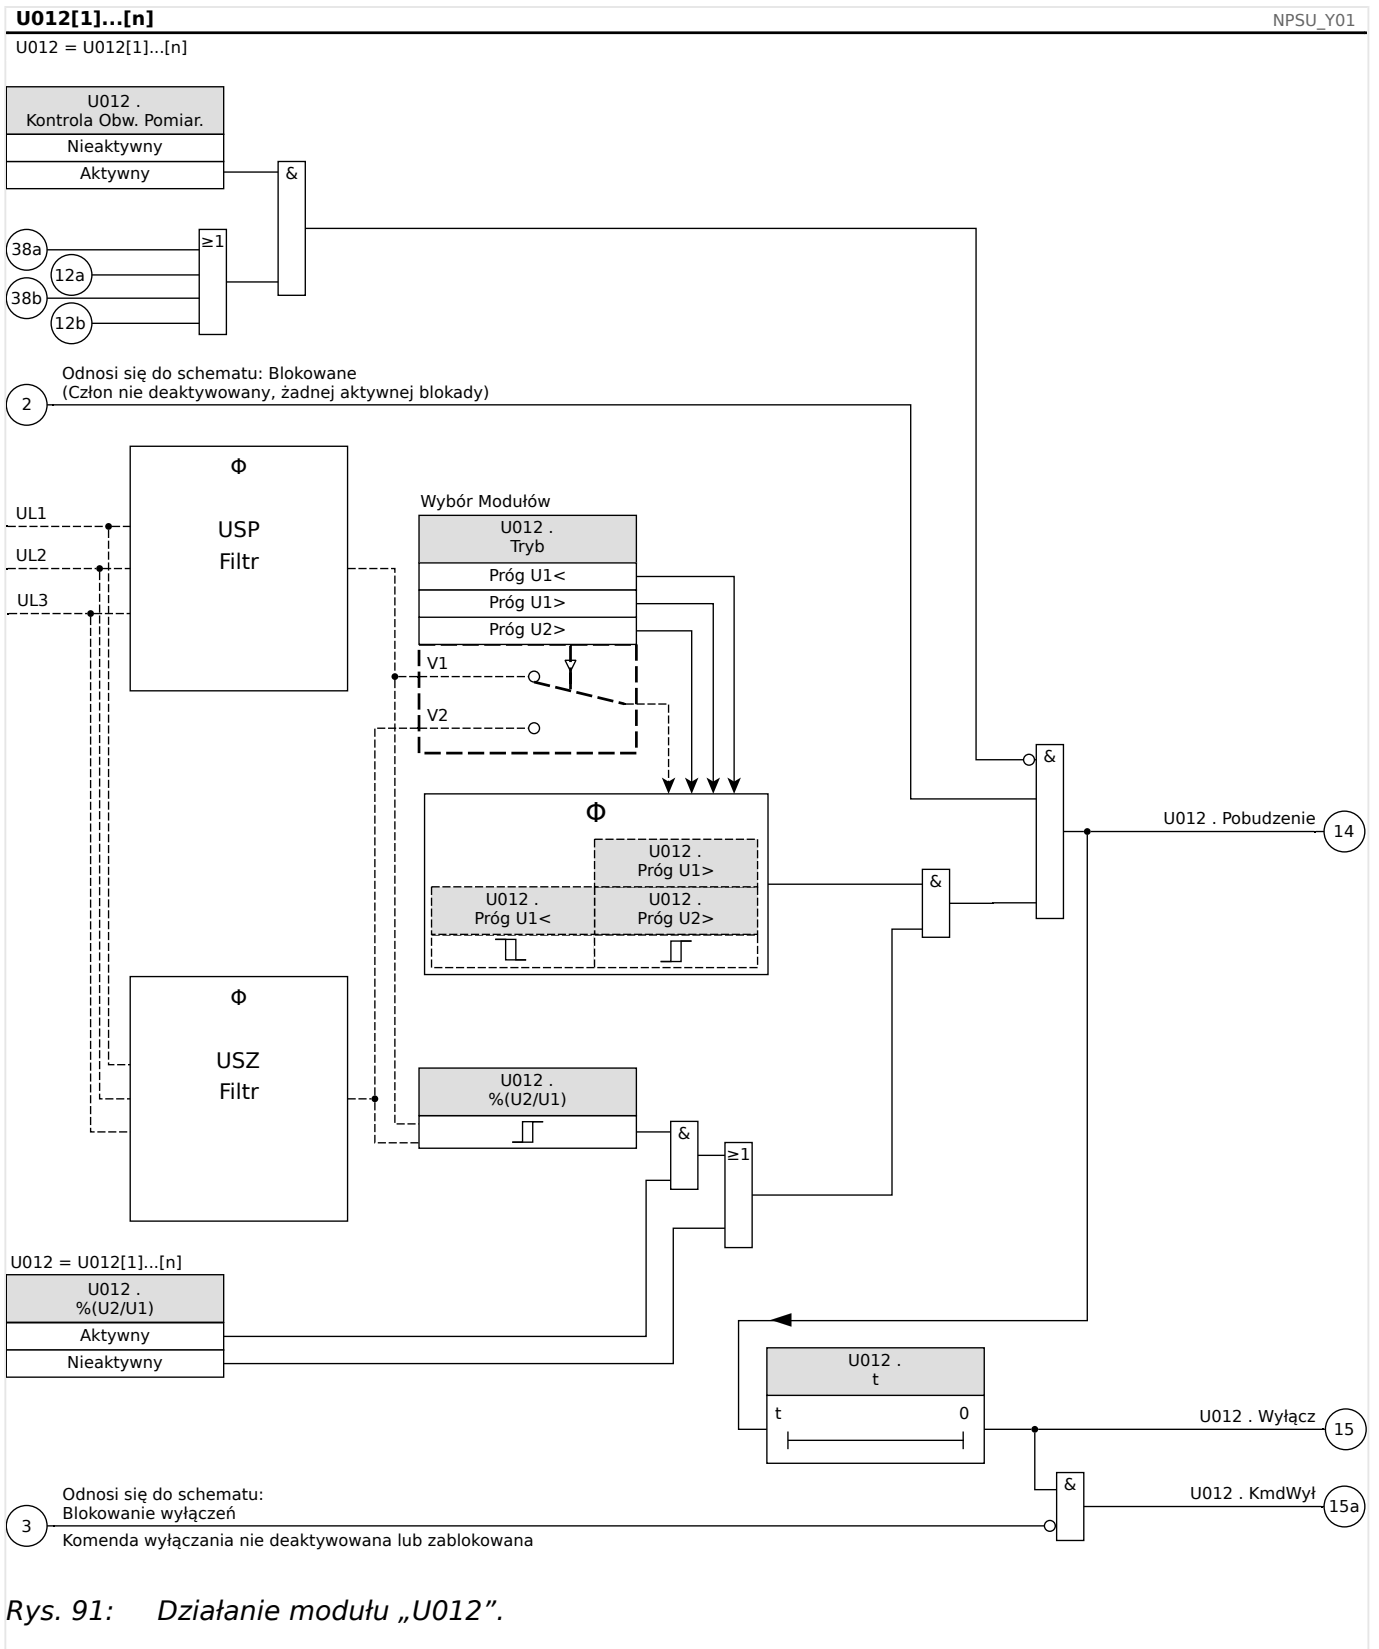 U012[1]...[n]
NPSU_Y01
U012 = U012[1]...[n]
U012 .
Kontrola Obw. Pomiar.
Nieaktywny
Aktywny
&
38a
12a
38b
12b
≥1
Odnosi się do schematu: Blokowane
(Człon nie deaktywowany, żadnej aktywnej blokady)
2
Φ
USP
Filtr
UL1
UL2
UL3
Wybór Modułów
U012 .
Tryb
Próg U1<
Próg U1>
Próg U2>
V1
V2
&
U012 . Pobudzenie
14
Φ
U012 .
Próg U1>
U012 .
Próg U1<
U012 .
Próg U2>
&
Φ
USZ
Filtr
U012 .
%(U2/U1)
&
≥1
U012 = U012[1]...[n]
U012 .
%(U2/U1)
Aktywny
Nieaktywny
U012 .
t
t 0
U012 . Wyłącz
15
&
U012 . KmdWył
15a
Odnosi się do schematu:
Blokowanie wyłączeń
3
Komenda wyłączania nie deaktywowana lub zablokowana
Rys. 91: Działanie modułu „U012”.